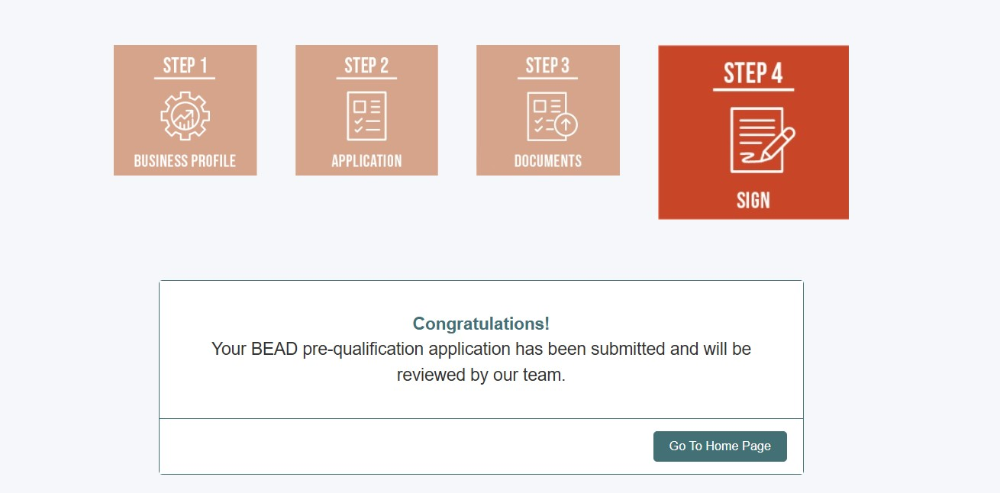 STEP 1
BUSINESS PROFILE
STEP 2
APPLICATION
STEP 3
DOCUMENTS
STEP 4
SIGN
Congratulations!
Your BEAD pre-qualification application has been submitted and will be
reviewed by our team.
Go To Home Page